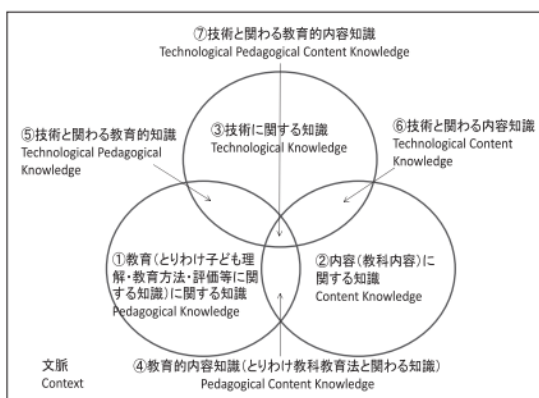 ⑦技術と関わる教育的内容知識
Technological Pedagogical Content Knowledge
⑤技術と関わる教育的知識
Technological Pedagogical
Knowledge
③技術に関する知識
Technological Knowledge
⑥技術と関わる内容知識
Technological Content
Knowledge
①教育(とりわけ子ども理
解・教育方法・評価等に関
する知識)に関する知識
Pedagogical Knowledge
②内容(教科内容)に
関する知識
Content Knowledge
文脈
Context
④教育的内容知識(とりわけ教科教育法と関わる知識)
Pedagogical Content Knowledge